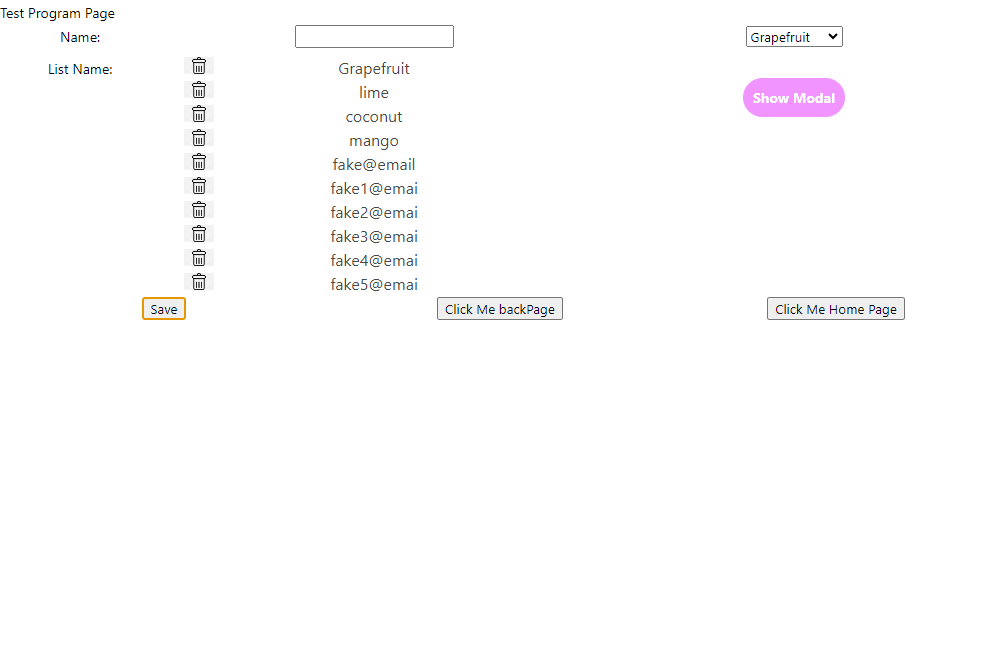 Test Program Page
Name:
Grapefruit
List Name:
Grapefruit
lime
Show Modal
coconut
mango
fake@email
fake1@emai
fake2@emai
fake3@emai
fake4@emai
fake5@emai
Save
Click Me backPage
Click Me Home Page